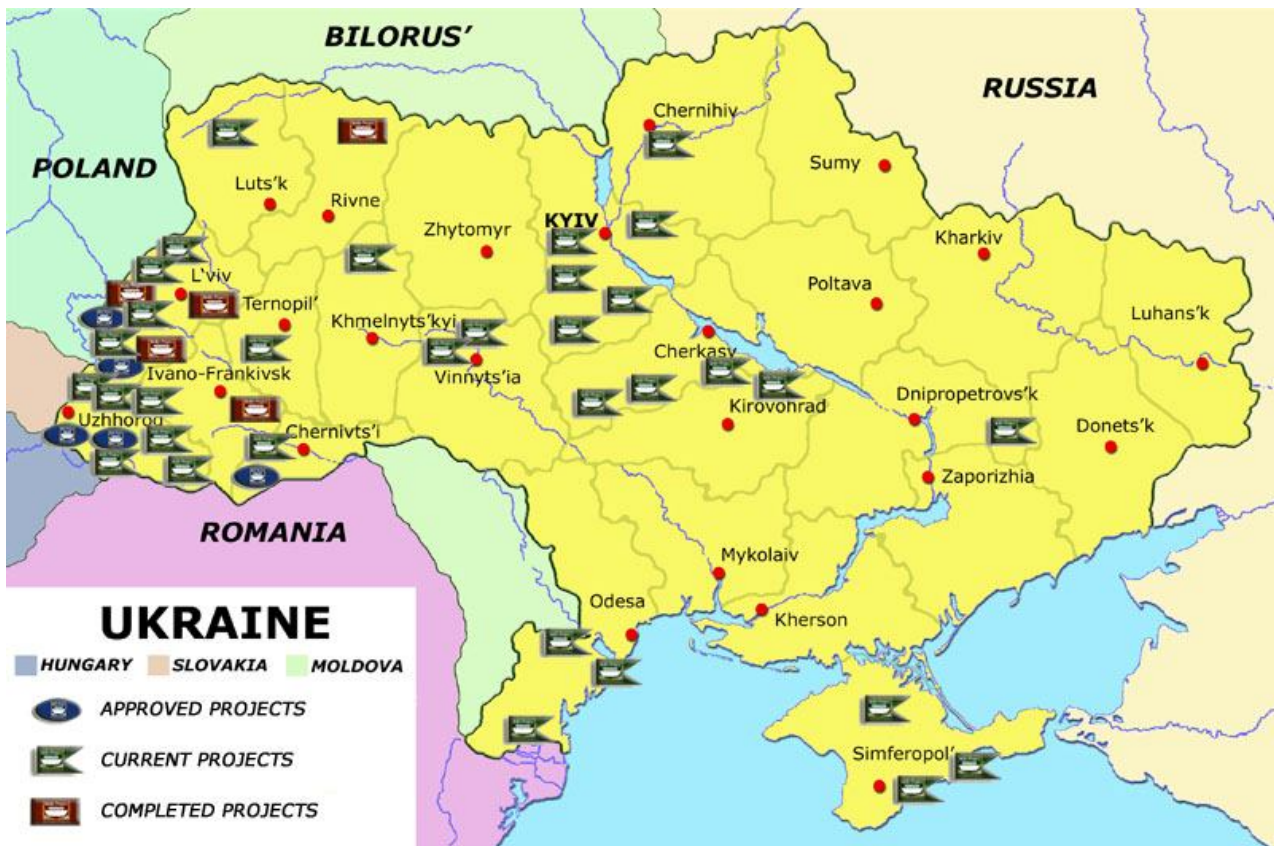 BILORUS'
RUSSIA
POLAND
Chernihiv
Sumy
Luts'k
Rivne
KYIV
Zhytomyr
Kharkiv
L'viv
Ternopil'
Poltava
Khmelnyts'kyi
Luhans'k
Cherkasy
Vinnyts'ia
Ivano-Frankivsk
Dnipropetrovs'k
Uzhhorod
Kirovonrad
Chernivts'i
Donets'k
Zaporizhia
ROMANIA
Mykolaiv
Odesa
Kherson
Simferopol'
UKRAINE
HUNGARY SLOVAKIA MOLDOVA
APPROVED PROJECTS
CURRENT PROJECTS
COMPLETED PROJECTS